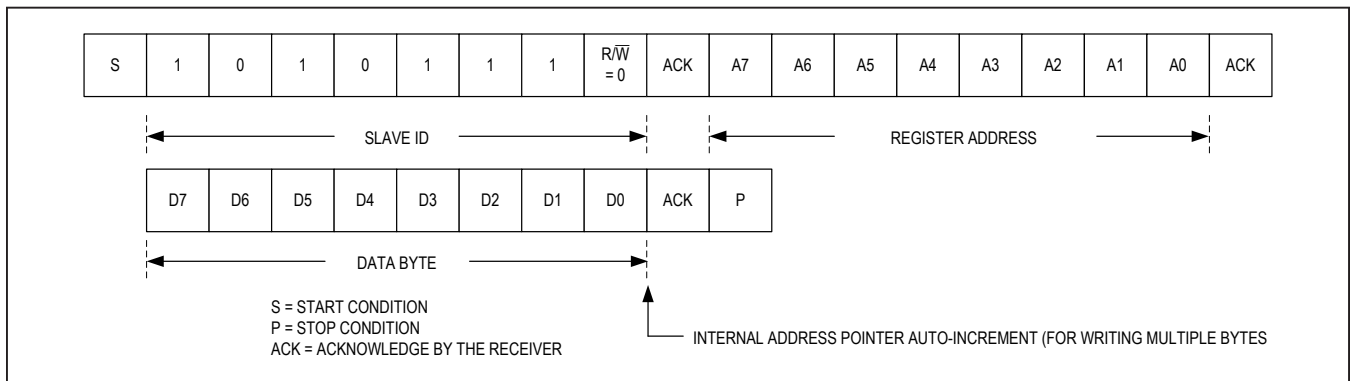 S 1 0 1 0 1 1 1 R/W̅ = 0 ACK A7 A6 A5 A4 A3 A2 A1 A0 ACK
SLAVE ID REGISTER ADDRESS
D7 D6 D5 D4 D3 D2 D1 D0 ACK P
DATA BYTE
S = START CONDITION
P = STOP CONDITION
ACK = ACKNOWLEDGE BY THE RECEIVER
INTERNAL ADDRESS POINTER AUTO-INCREMENT (FOR WRITING MULTIPLE BYTES